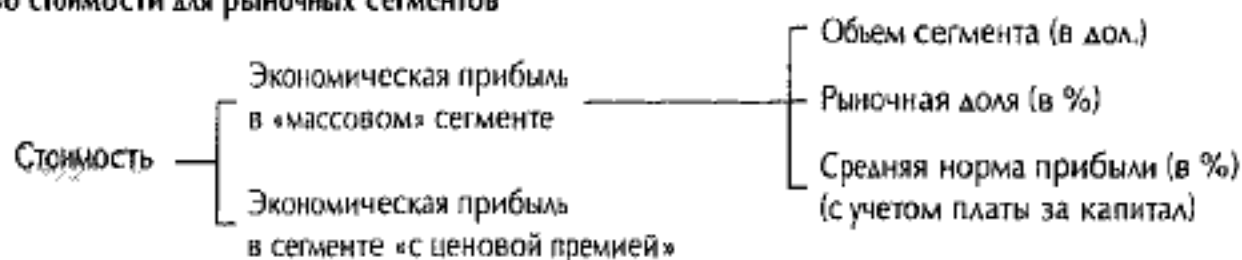 стоимости для рыночных сегментов
Стоимость
Экономическая прибыль
в «массовом» сегменте
Экономическая прибыль
в сегменте «с ценовой премией»
Объем сегмента (в дол.)
Рыночная доля (в %)
Средняя норма прибыли (в %)
(с учетом платы за капитал)